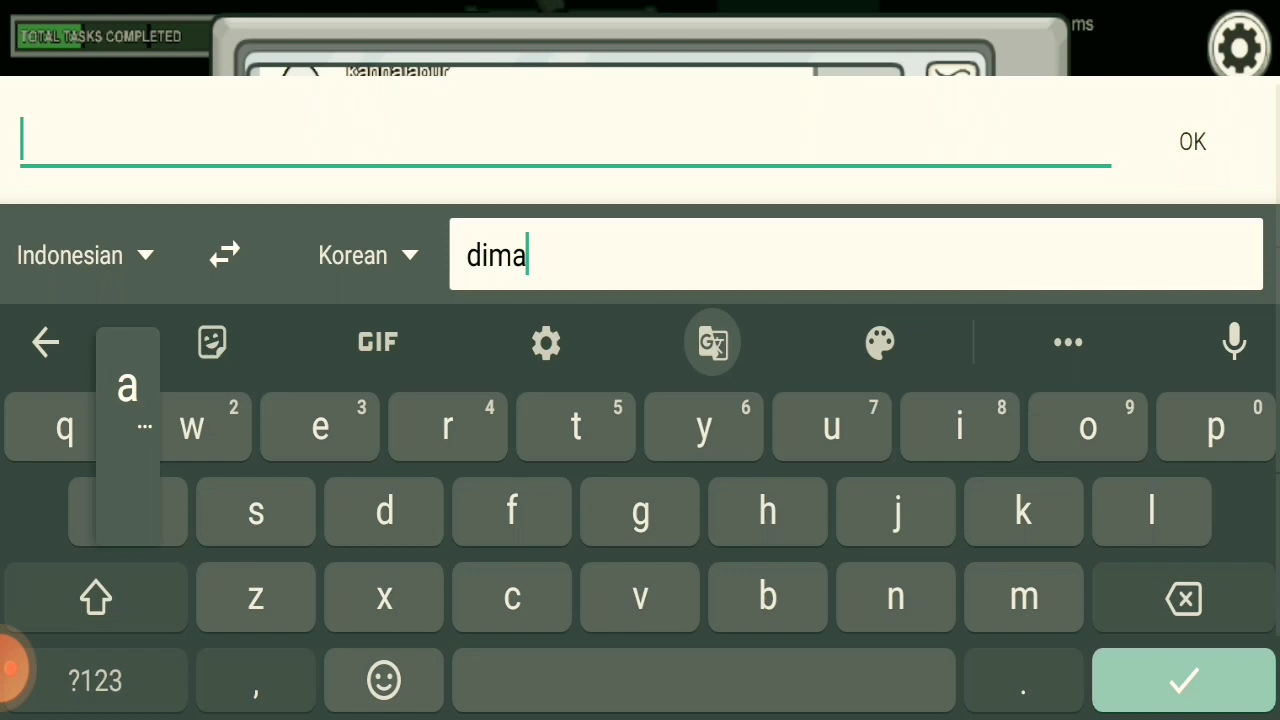 TOTAL TASKS COMPLETED
ms
OK
Indonesian
Korean
dima
GIF
a
...
q
w 2
e 3
r 4
t 5
y 6
u 7
i 8
o 9
p 0
s
d
f
g
h
j
k
l
z
x
c
v
b
n
m
?123
,
.